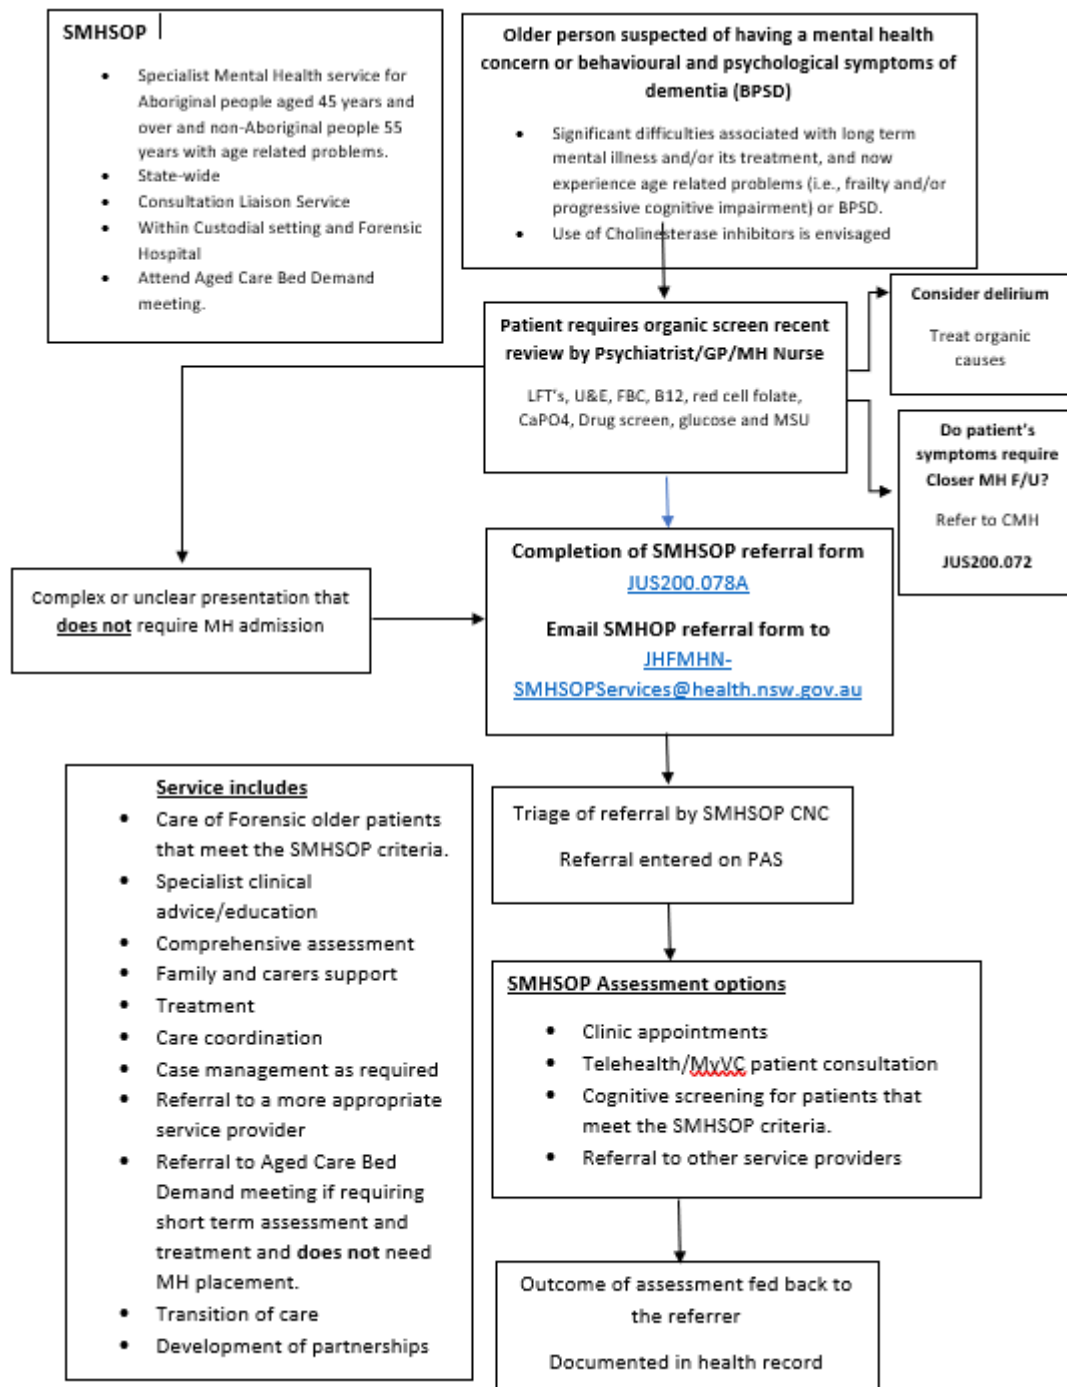 SMHSOP
• Specialist Mental Health service for
Aboriginal people aged 45 years and
over and non-Aboriginal people 55
years with age related problems.
• State-wide
• Consultation Liaison Service
• Within Custodial setting and Forensic
Hospital
• Attend Aged Care Bed Demand
meeting.
Older person suspected of having a mental health
concern or behavioural and psychological symptoms of
dementia (BPSD)
• Significant difficulties associated with long term
mental illness and/or its treatment, and now
experience age related problems (i.e., frailty and/or
progressive cognitive impairment) or BPSD.
• Use of Cholinesterase inhibitors is envisaged
Patient requires organic screen recent
review by Psychiatrist/GP/MH Nurse
LFT's, U&E, FBC, B12, red cell folate,
CaPO4, Drug screen, glucose and MSU
Consider delirium
Treat organic
causes
Do patient's
symptoms require
Closer MH F/U?
Refer to CMH
JUS200.072
Complex or unclear presentation that
does not require MH admission
Completion of SMHSOP referral form
JUS200.078A
Email SMHOP referral form to
JHFMHN-
SMHSOPServices@health.nsw.gov.au
Triage of referral by SMHSOP CNC
Referral entered on PAS
Service includes
• Care of Forensic older patients
that meet the SMHSOP criteria.
• Specialist clinical
advice/education
• Comprehensive assessment
• Family and carers support
• Treatment
• Care coordination
• Case management as required
• Referral to a more appropriate
service provider
• Referral to Aged Care Bed
Demand meeting if requiring
short term assessment and
treatment and does not need
MH placement.
• Transition of care
• Development of partnerships
SMHSOP Assessment options
• Clinic appointments
• Telehealth/MyVC patient consultation
• Cognitive screening for patients that
meet the SMHSOP criteria.
• Referral to other service providers
Outcome of assessment fed back to
the referrer
Documented in health record